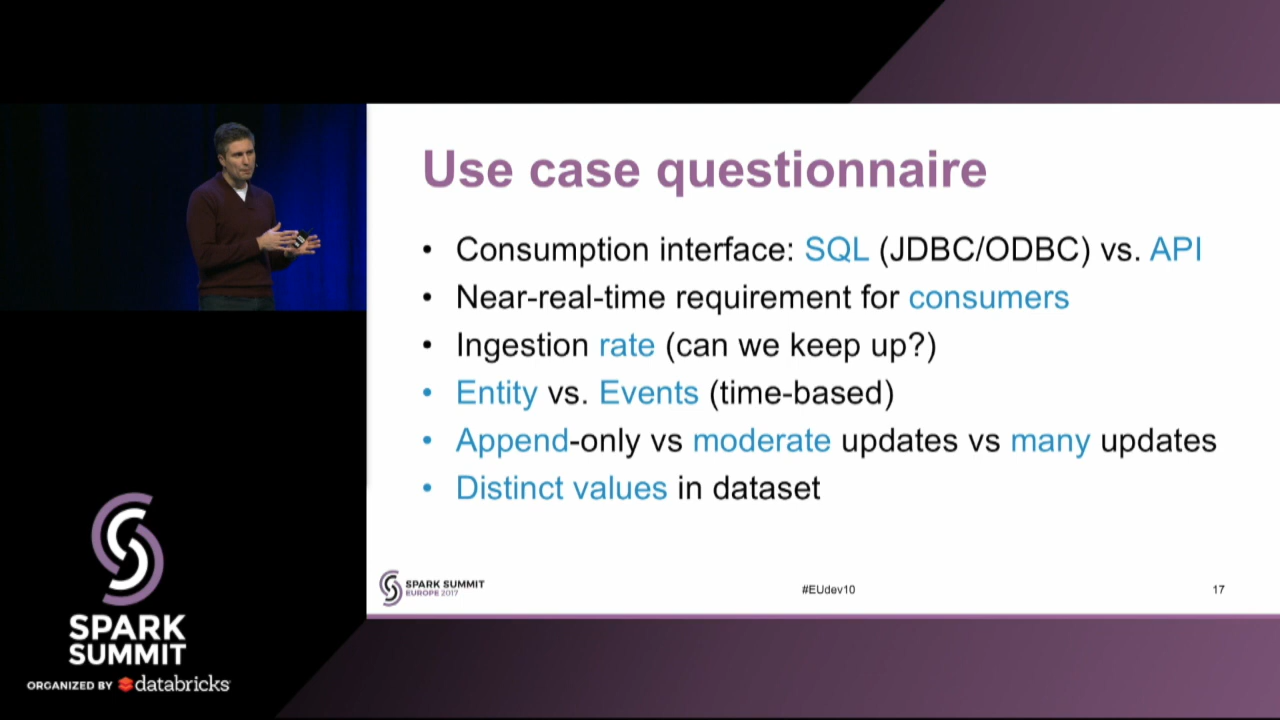 Use case questionnaire
• Consumption interface: SQL (JDBC/ODBC) vs. API
• Near-real-time requirement for consumers
• Ingestion rate (can we keep up?)
• Entity vs. Events (time-based)
• Append-only vs moderate updates vs many updates
• Distinct values in dataset
SPARK SUMMIT
EUROPE 2017
#EUdev10
17
SPARK
SUMMIT
ORGANIZED BY databricks